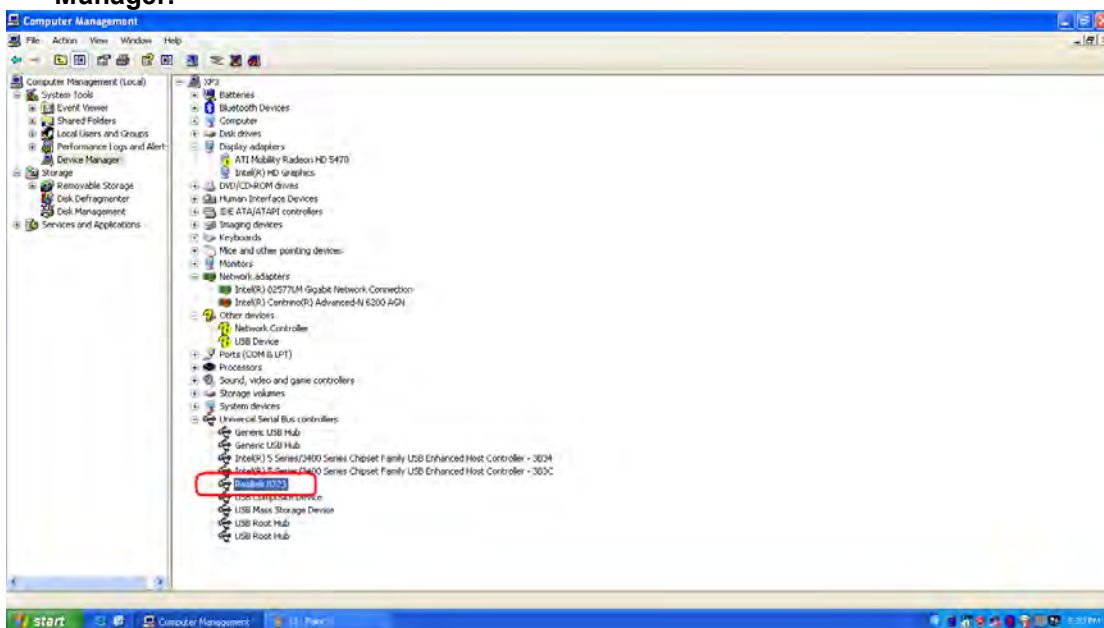 Manager.
Computer Management
File Action View Window Help
Computer Management (Local)
System Tools
Event Viewer
Shared Folders
Local Users and Groups
Performance Logs and Alert
Device Manager
Storage
Removable Storage
Disk Defragmenter
Disk Management
Services and Applications
XP3
Batteries
Bluetooth Devices
Computer
Disk drives
Display adapters
ATI Mobility Radeon HD 5470
Intel(R) HD Graphics
DVD/CD-ROM drives
Human Interface Devices
IDE ATA/ATAPI controllers
Imaging devices
Keyboards
Mice and other pointing devices
Monitors
Network adapters
Intel(R) 82577LM Gigabit Network Connection
Intel(R) Centrino(R) Advanced-N 6200 AGN
Other devices
Network Controller
USB Device
Ports (COM & LPT)
Processors
Sound, video and game controllers
Storage volumes
System devices
Universal Serial Bus controllers
Generic USB Hub
Generic USB Hub
Intel(R) 5 Series/3400 Series Chipset Family USB Enhanced Host Controller - 3B34
Intel(R) 5 Series/3400 Series Chipset Family USB Enhanced Host Controller - 3B3C
Realtek 8723
USB Composite Device
USB Mass Storage Device
USB Root Hub
USB Root Hub
start
Computer Management